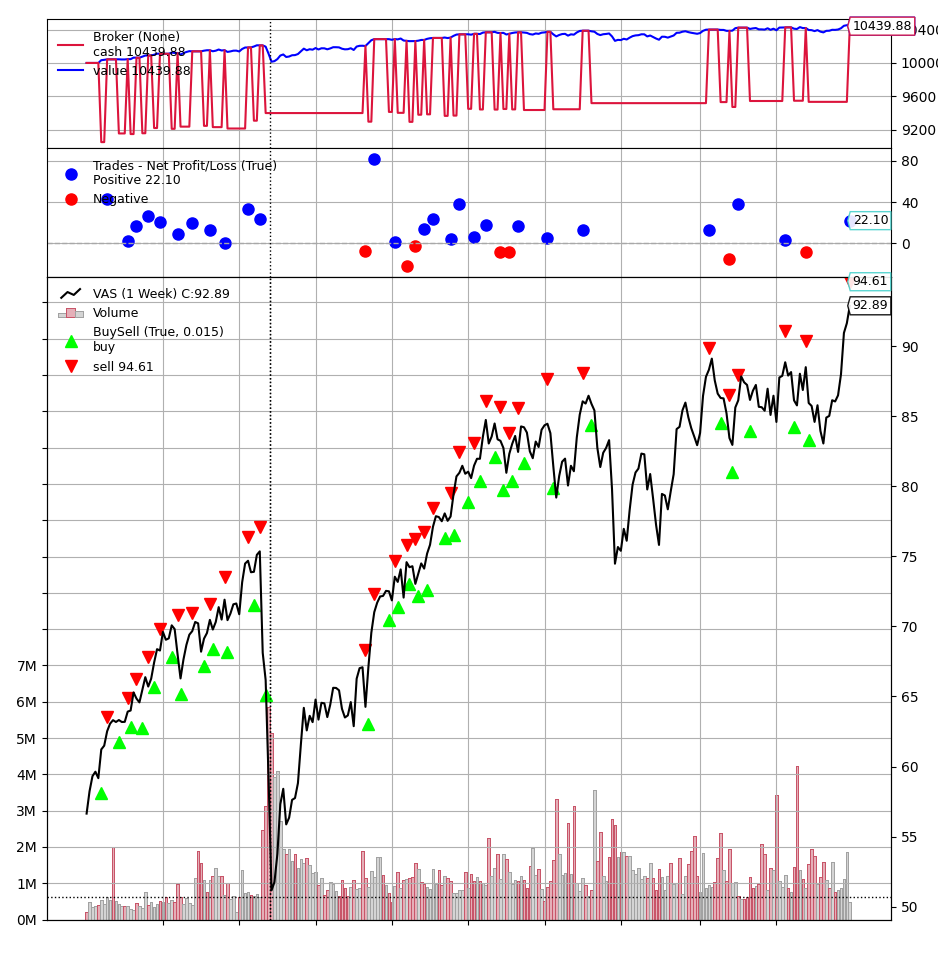 Broker (None)
cash 10439.88
value 10439.88
10439.88
10000
9600
9200
Trades - Net Profit/Loss (True)
Positive 22.10
Negative
80
40
22.10
0
VAS (1 Week) C:92.89
Volume
BuySell (True, 0.015)
buy
sell 94.61
94.61
92.89
90
85
80
75
70
65
60
55
50
7M
6M
5M
4M
3M
2M
1M
0M